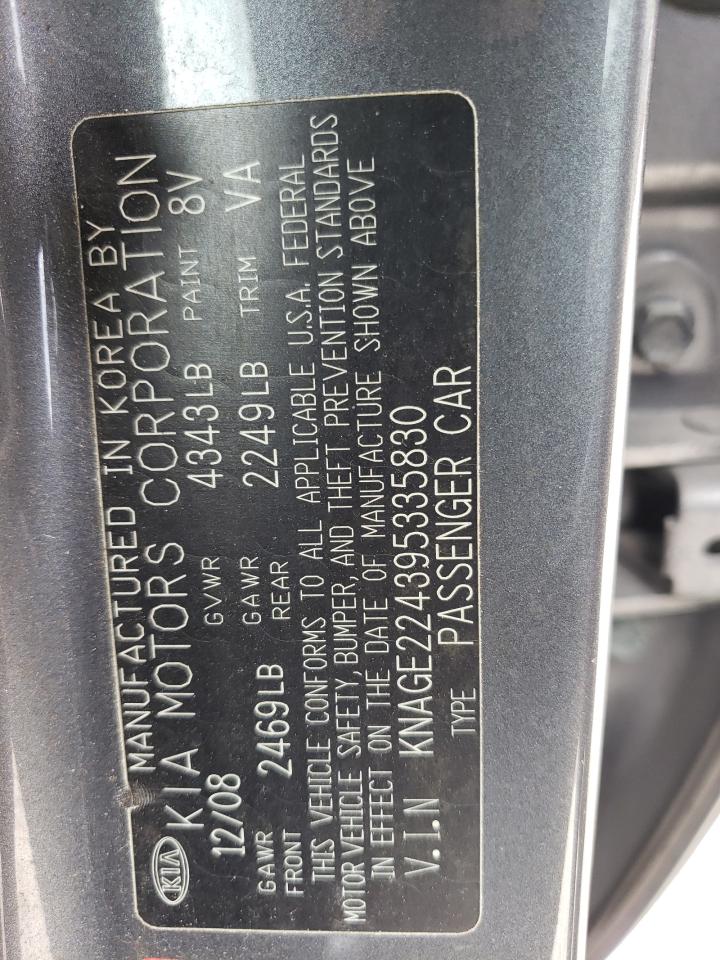 KIA
MANUFACTURED IN KOREA BY
KIA MOTORS CORPORATION
12/08 GVWR 4343LB PAINT 8V
GAWR FRONT 2469LB GAWR REAR 2249LB TRIM VA
THIS VEHICLE CONFORMS TO ALL APPLICABLE U.S.A. FEDERAL
MOTOR VEHICLE SAFETY, BUMPER, AND THEFT PREVENTION STANDARDS
IN EFFECT ON THE DATE OF MANUFACTURE SHOWN ABOVE
V.I.N KNAGE224395335830
TYPE PASSENGER CAR